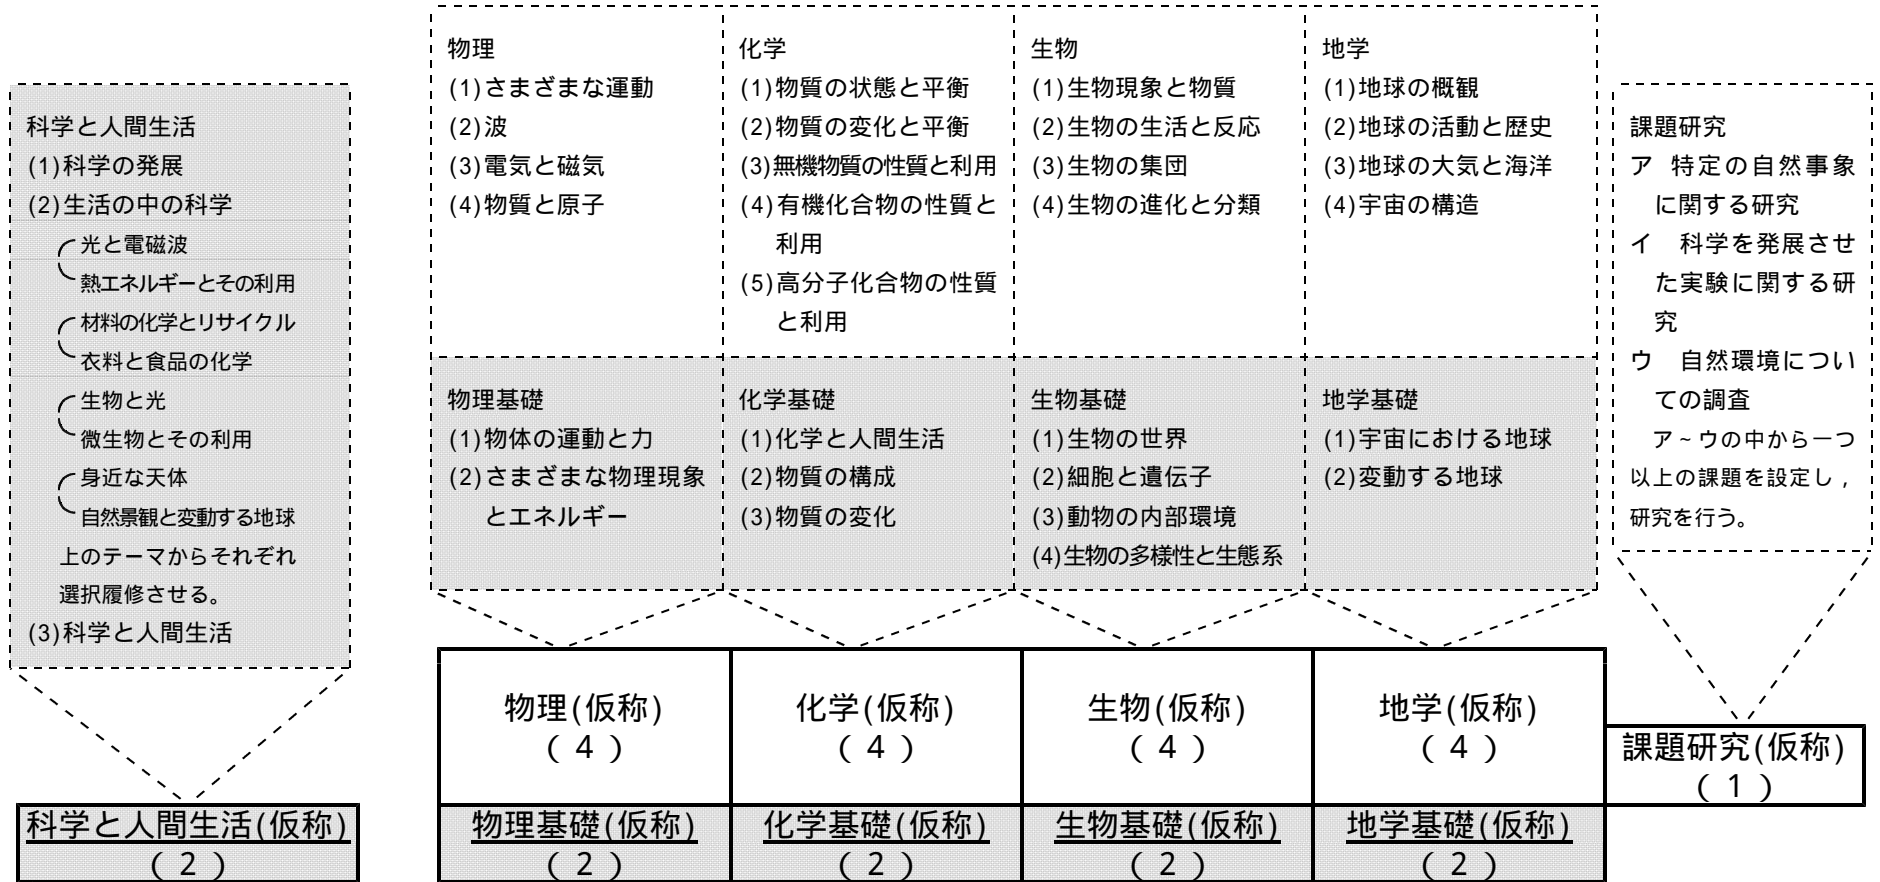 科学と人間生活
(1)科学の発展
(2)生活の中の科学
光と電磁波
熱エネルギーとその利用
材料の化学とリサイクル
衣料と食品の化学
生物と光
微生物とその利用
身近な天体
自然景観と変動する地球
上のテーマからそれぞれ
選択履修させる。
(3)科学と人間生活
物理
(1)さまざまな運動
(2)波
(3)電気と磁気
(4)物質と原子
化学
(1)物質の状態と平衡
(2)物質の変化と平衡
(3)無機物質の性質と利用
(4)有機化合物の性質と
利用
(5)高分子化合物の性質
と利用
生物
(1)生物現象と物質
(2)生物の生活と反応
(3)生物の集団
(4)生物の進化と分類
地学
(1)地球の概観
(2)地球の活動と歴史
(3)地球の大気と海洋
(4)宇宙の構造
物理基礎
(1)物体の運動と力
(2)さまざまな物理現象
とエネルギー
化学基礎
(1)化学と人間生活
(2)物質の構成
(3)物質の変化
生物基礎
(1)生物の世界
(2)細胞と遺伝子
(3)動物の内部環境
(4)生物の多様性と生態系
地学基礎
(1)宇宙における地球
(2)変動する地球
課題研究
ア 特定の自然事象
に関する研究
イ 科学を発展させ
た実験に関する研
究
ウ 自然環境につい
ての調査
ア~ウの中から一つ
以上の課題を設定し,
研究を行う。
科学と人間生活(仮称)
(2)
物理(仮称)
(4)
化学(仮称)
(4)
生物(仮称)
(4)
地学(仮称)
(4)
物理基礎(仮称)
(2)
化学基礎(仮称)
(2)
生物基礎(仮称)
(2)
地学基礎(仮称)
(2)
課題研究(仮称)
(1)